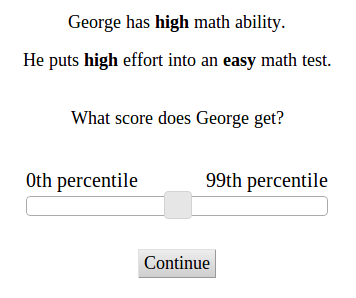 George has high math ability.
He puts high effort into an easy math test.
What score does George get?
0th percentile 99th percentile
Continue